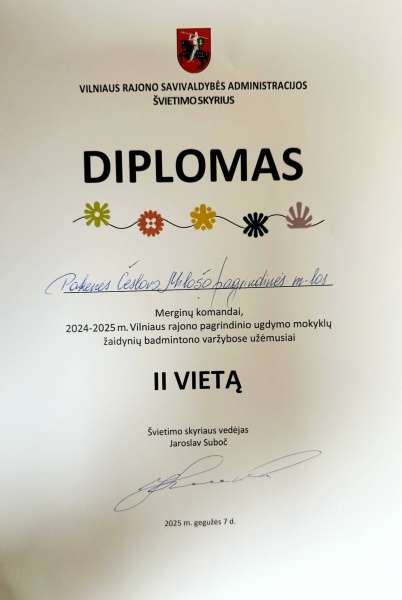 VILNIAUS RAJONO SAVIVALDYBĖS ADMINISTRACIJOS
ŠVIETIMO SKYRIUS
DIPLOMAS
Pakenės Česlovo Milošo pagrindinės m-los
Merginų komandai,
2024-2025 m. Vilniaus rajono pagrindinio ugdymo mokyklų
žaidynių badmintono varžybose užėmusiai
II VIETĄ
Švietimo skyriaus vedėjas
Jaroslav Suboč
2025 m. gegužės 7 d.